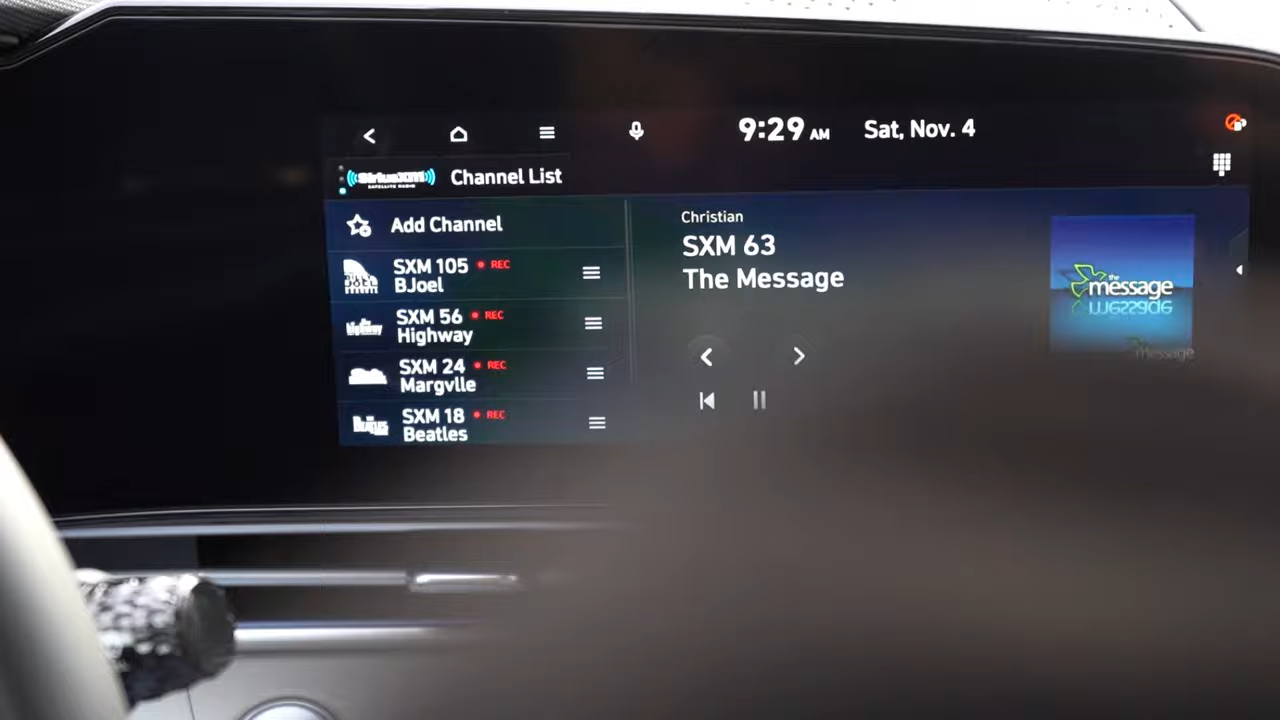 9:29 AM Sat, Nov. 4
SiriusXM Channel List
SATELLITE RADIO
Add Channel
SXM 105 REC
BJoel
SXM 56 REC
Highway
SXM 24 REC
Margvlle
SXM 18 REC
Beatles
Christian
SXM 63
The Message
the
message
message